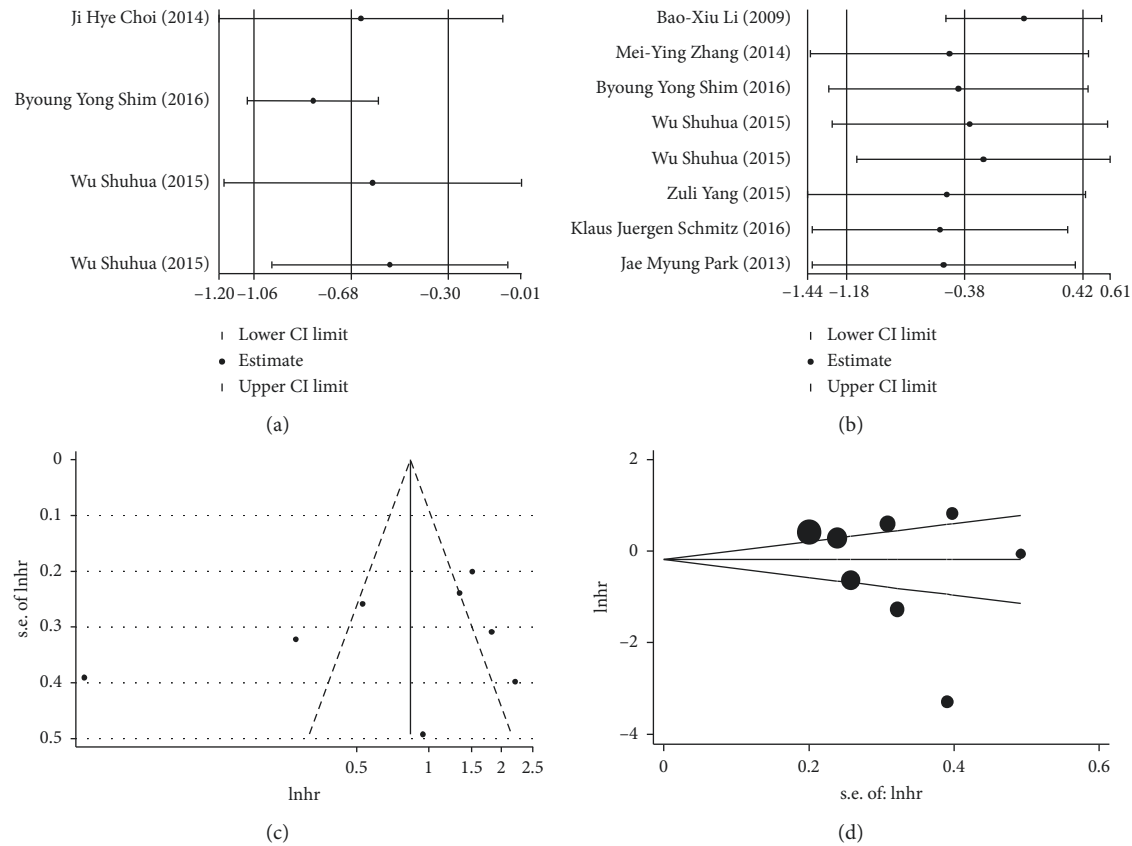 Ji Hye Choi (2014)
Byoung Yong Shim (2016)
Wu Shuhua (2015)
Wu Shuhua (2015)
−1.20 −1.06 −0.68 −0.30 −0.01
Lower CI limit
Estimate
Upper CI limit
(a)
Bao-Xiu Li (2009)
Mei-Ying Zhang (2014)
Byoung Yong Shim (2016)
Wu Shuhua (2015)
Wu Shuhua (2015)
Zuli Yang (2015)
Klaus Juergen Schmitz (2016)
Jae Myung Park (2013)
−1.44 −1.18 −0.38 0.42 0.61
Lower CI limit
Estimate
Upper CI limit
(b)
0
0.1
0.2
0.3
0.4
0.5
s.e. of lnhr
0.5 1 1.5 2 2.5
lnhr
(c)
2
0
−2
−4
lnhr
0 0.2 0.4 0.6
s.e. of: lnhr
(d)